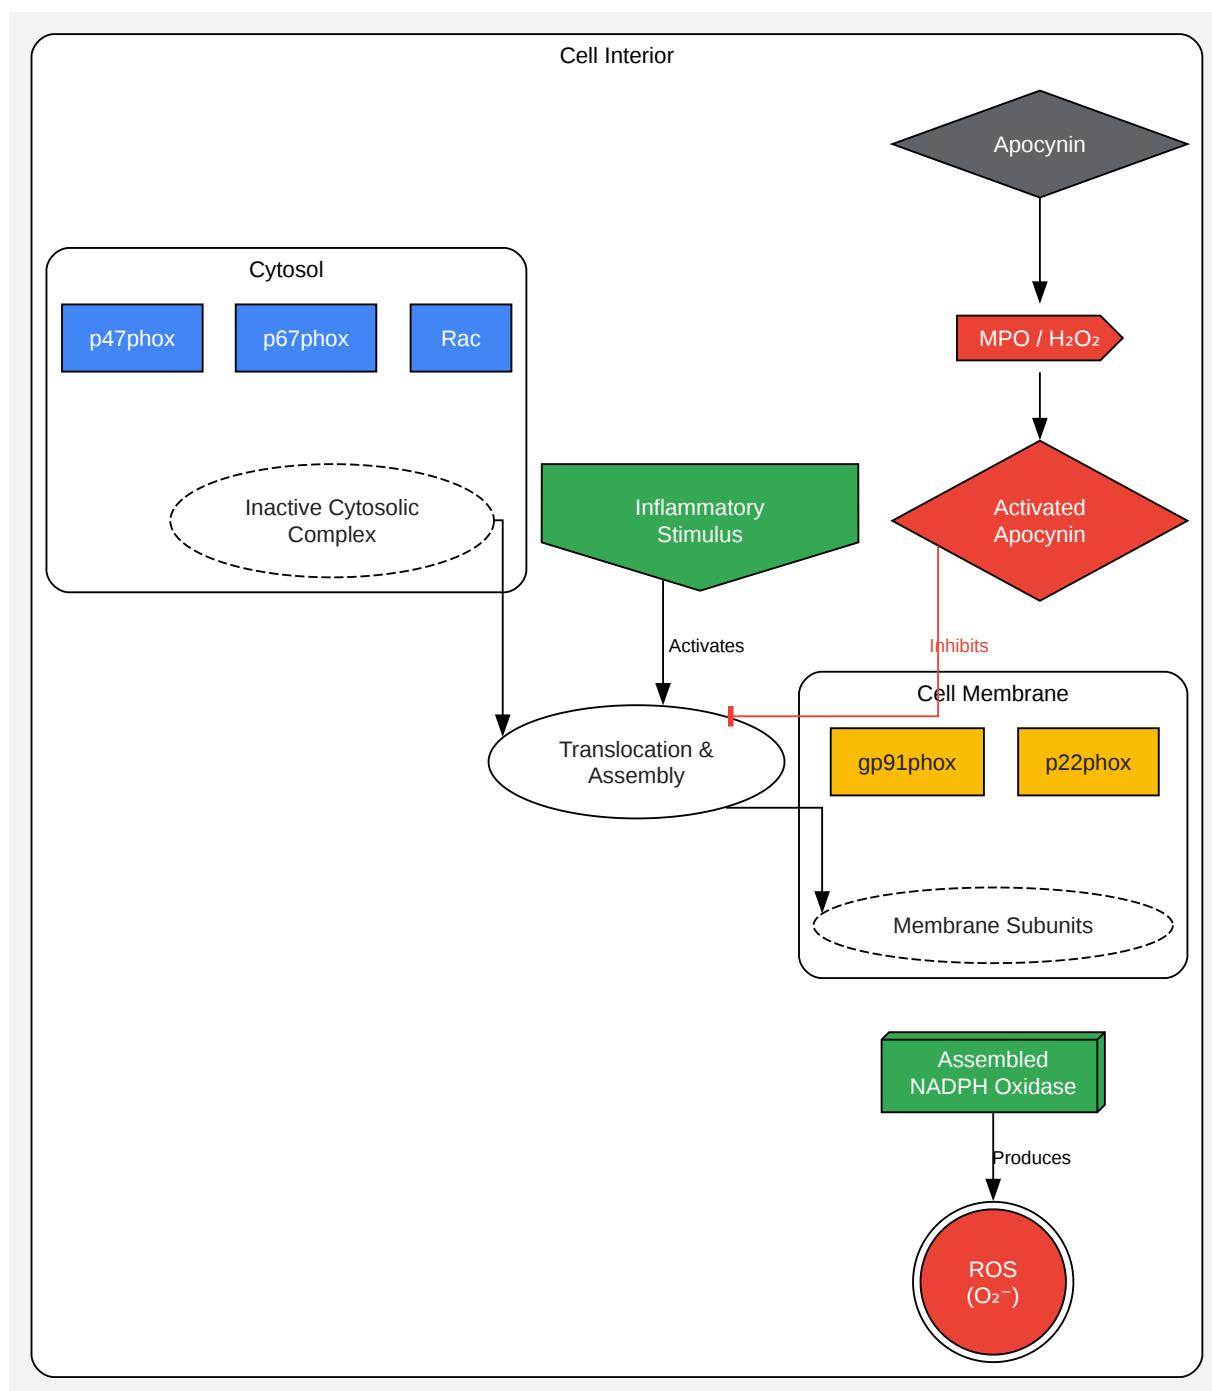 Cell Interior
Apocynin
Cytosol
p47phox
p67phox
Rac
MPO / H₂O₂
Inactive Cytosolic
Complex
Inflammatory
Stimulus
Activated
Apocynin
Activates
Inhibits
Cell Membrane
Translocation &
Assembly
gp91phox
p22phox
Membrane Subunits
Assembled
NADPH Oxidase
Produces
ROS
(O₂⁻)